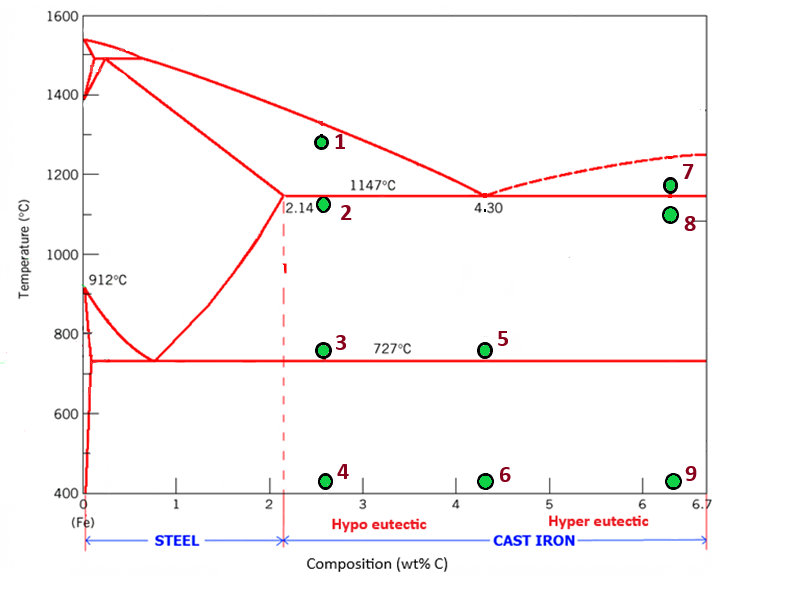 1600
1400
1200
1000
800
600
400
Temperature (°C)
1
1147°C
7
2.14
2
4.30
8
912°C
3
727°C
5
4
6
9
0
1
2
3
4
5
6
6.7
(Fe)
Hypo eutectic
Hyper eutectic
STEEL
CAST IRON
Composition (wt% C)